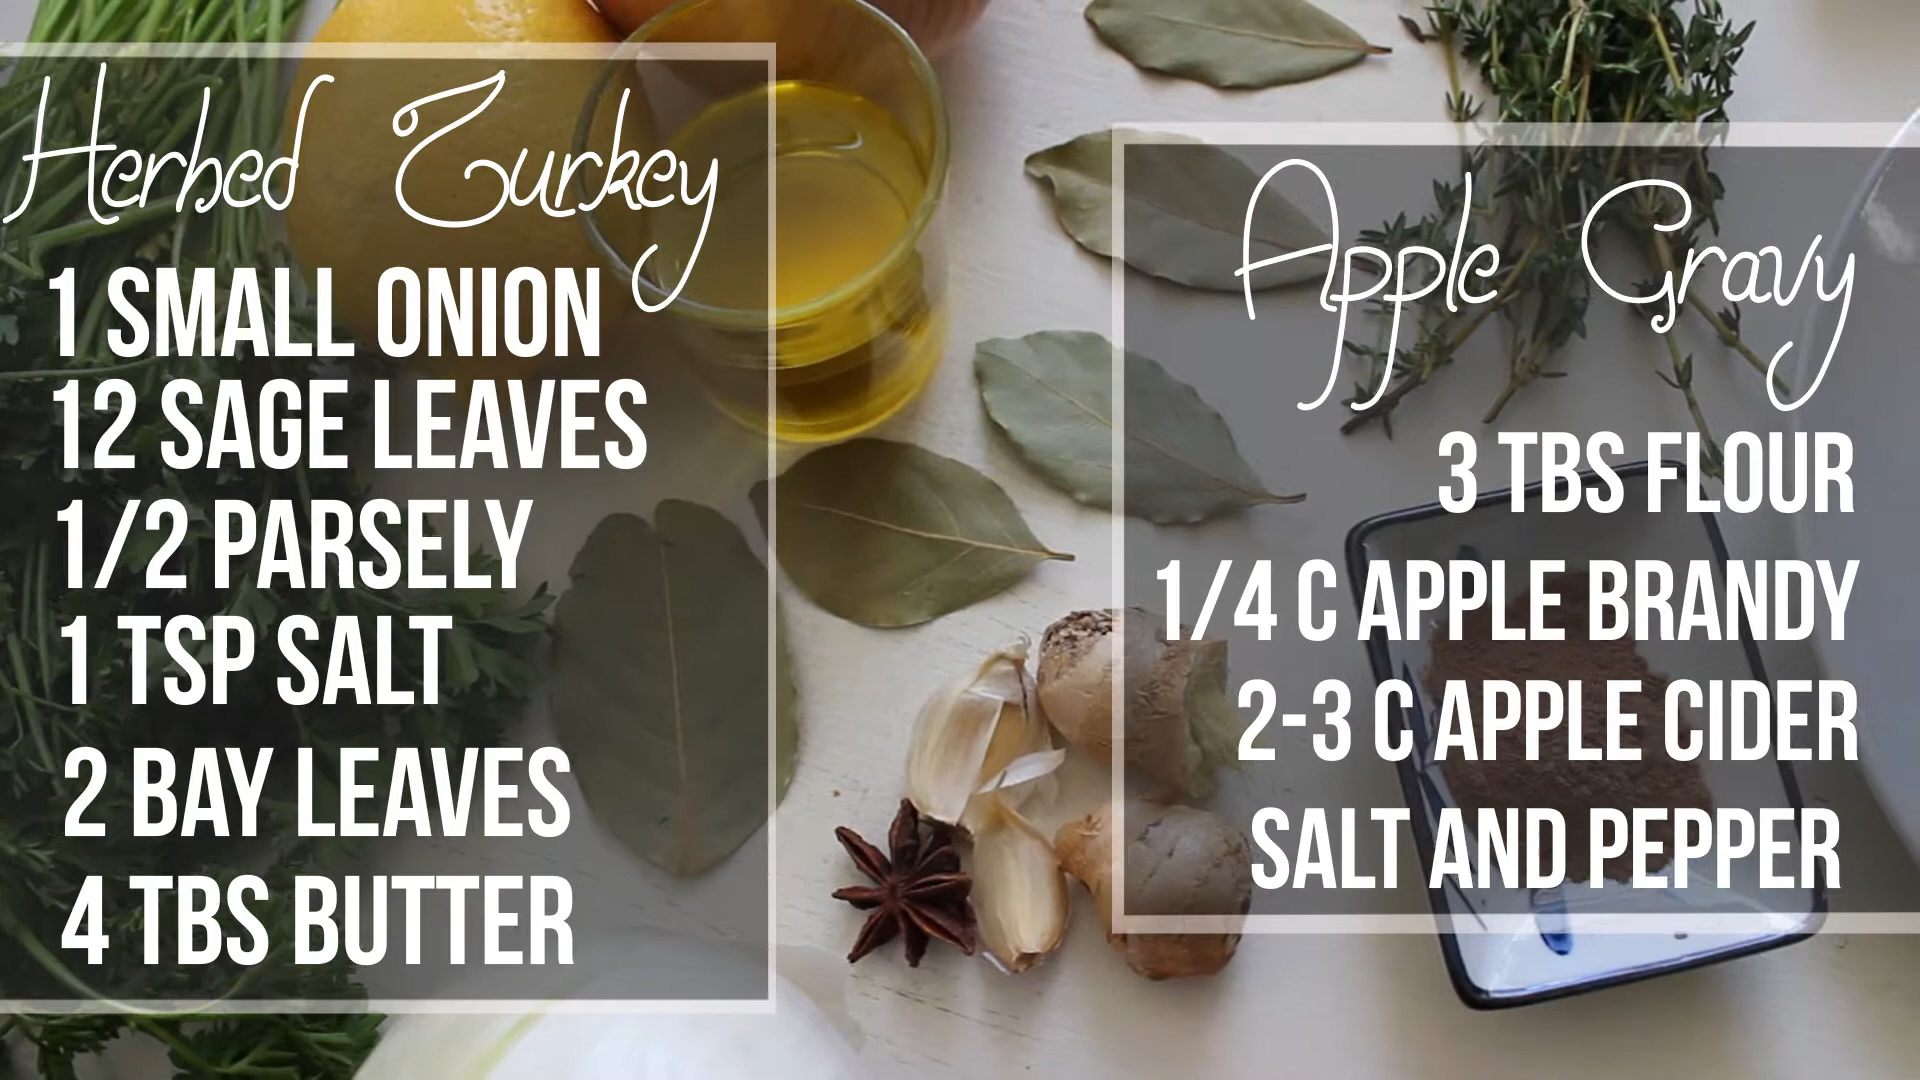 Herbed Turkey
1 SMALL ONION
12 SAGE LEAVES
1/2 PARSELY
1 TSP SALT
2 BAY LEAVES
4 TBS BUTTER
Apple Gravy
3 TBS FLOUR
1/4 C APPLE BRANDY
2-3 C APPLE CIDER
SALT AND PEPPER